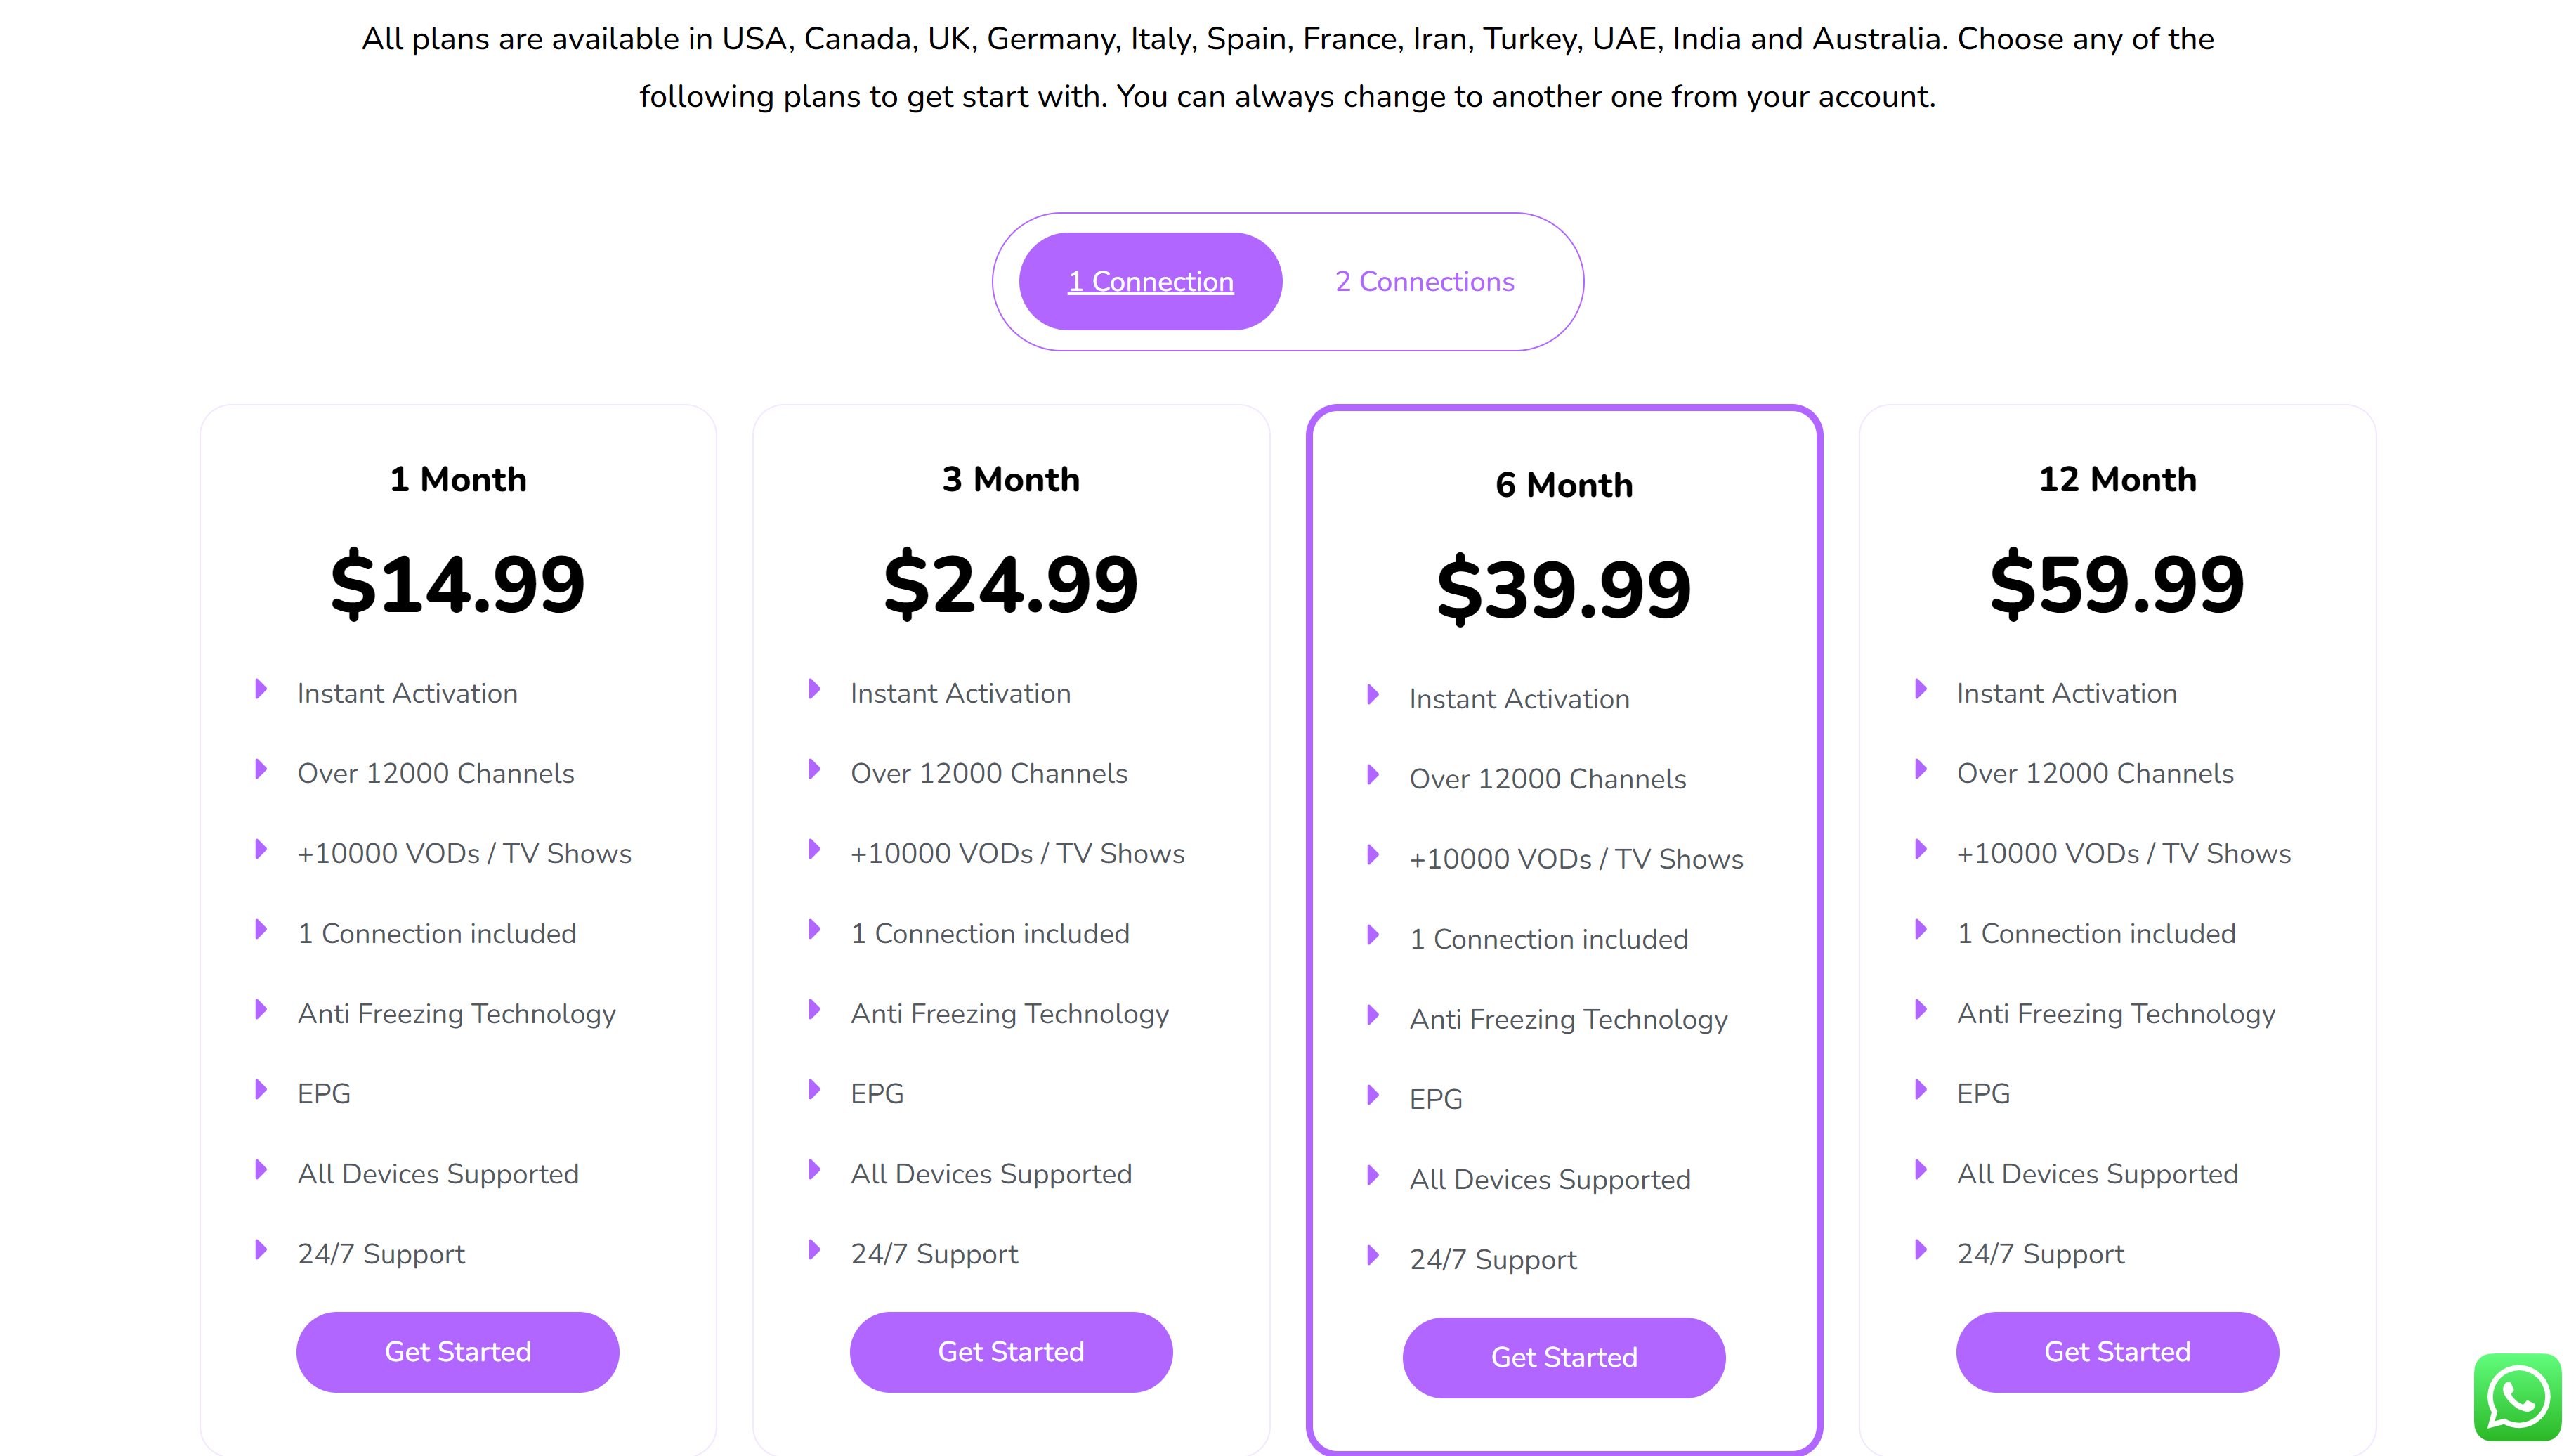 All plans are available in USA, Canada, UK, Germany, Italy, Spain, France, Iran, Turkey, UAE, India and Australia. Choose any of the
following plans to get start with. You can always change to another one from your account.
1 Connection
2 Connections
1 Month
$14.99
Instant Activation
Over 12000 Channels
+10000 VODs / TV Shows
1 Connection included
Anti Freezing Technology
EPG
All Devices Supported
24/7 Support
Get Started
3 Month
$24.99
Instant Activation
Over 12000 Channels
+10000 VODs / TV Shows
1 Connection included
Anti Freezing Technology
EPG
All Devices Supported
24/7 Support
Get Started
6 Month
$39.99
Instant Activation
Over 12000 Channels
+10000 VODs / TV Shows
1 Connection included
Anti Freezing Technology
EPG
All Devices Supported
24/7 Support
Get Started
12 Month
$59.99
Instant Activation
Over 12000 Channels
+10000 VODs / TV Shows
1 Connection included
Anti Freezing Technology
EPG
All Devices Supported
24/7 Support
Get Started